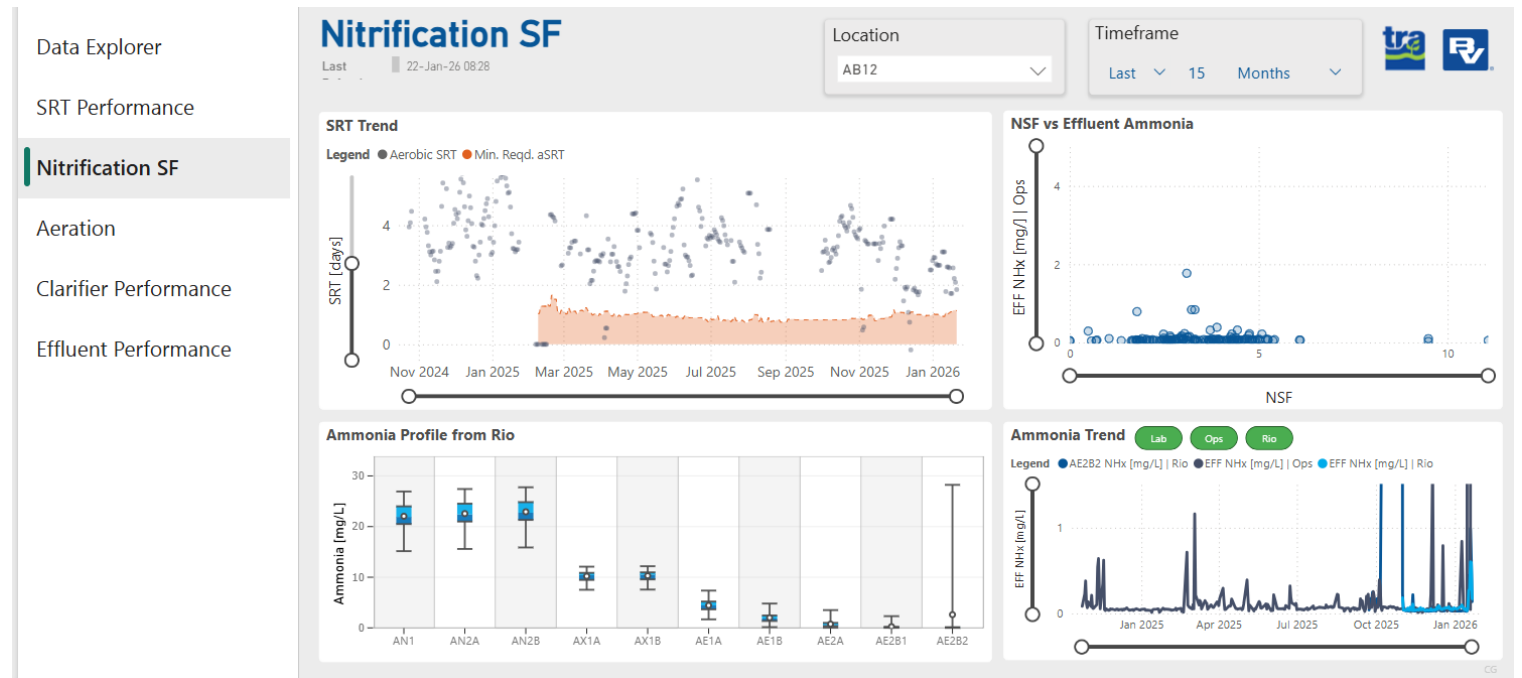 Data Explorer
SRT Performance
Nitrification SF
Aeration
Clarifier Performance
Effluent Performance
Nitrification SF
Last
22-Jan-26 08:28
Location
AB12
Timeframe
Last 15 Months
tra BV
SRT Trend
Legend Aerobic SRT Min. Reqd. aSRT
SRT [days]
4
2
0
Nov 2024 Jan 2025 Mar 2025 May 2025 Jul 2025 Sep 2025 Nov 2025 Jan 2026
NSF vs Effluent Ammonia
EFF NHx [mg/] | Ops
4
2
0
0 5 10
NSF
Ammonia Profile from Rio
Ammonia [mg/L]
30
20
10
0
AN1 AN2A AN2B AX1A AX1B AE1A AE1B AE2A AE2B1 AE2B2
Ammonia Trend Lab Ops Rio
Legend AE2B2 NHx [mg/L] | Rio EFF NHx [mg/L] | Ops EFF NHx [mg/L] | Rio
EFF NHx [mg/L]
1
0
Jan 2025 Apr 2025 Jul 2025 Oct 2025 Jan 2026
CG